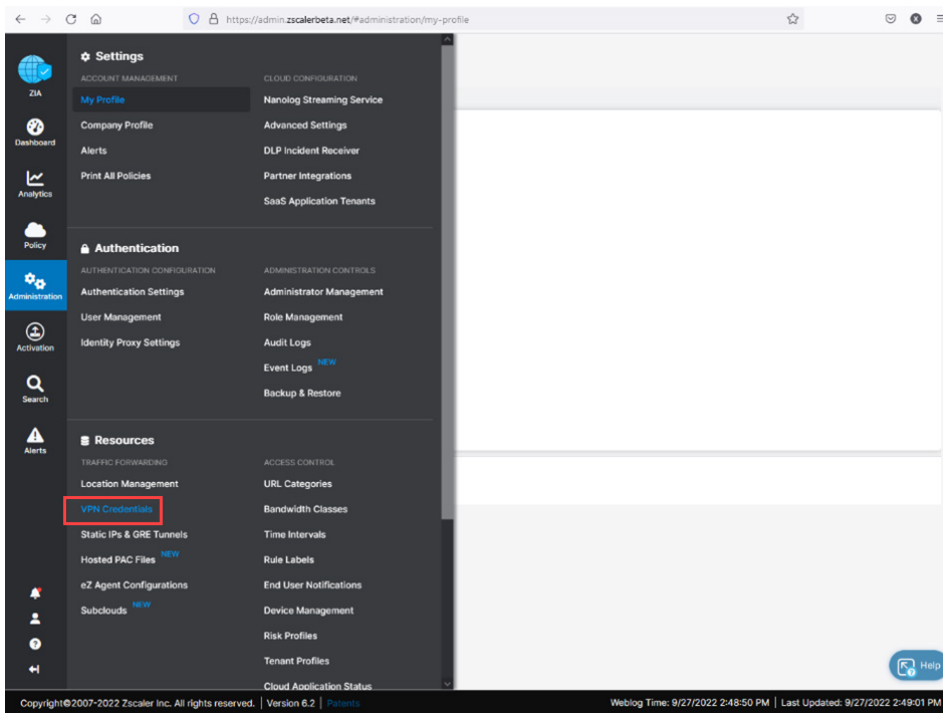 https://admin.zscalerbeta.net/#administration/my-profile
ZIA
Dashboard
Analytics
Policy
Administration
Activation
Search
Alerts
Settings
ACCOUNT MANAGEMENT
My Profile
Company Profile
Alerts
Print All Policies
CLOUD CONFIGURATION
Nanolog Streaming Service
Advanced Settings
DLP Incident Receiver
Partner Integrations
SaaS Application Tenants
Authentication
AUTHENTICATION CONFIGURATION
Authentication Settings
User Management
Identity Proxy Settings
ADMINISTRATION CONTROLS
Administrator Management
Role Management
Audit Logs
Event Logs NEW
Backup & Restore
Resources
TRAFFIC FORWARDING
Location Management
VPN Credentials
Static IPs & GRE Tunnels
Hosted PAC Files NEW
eZ Agent Configurations
Subclouds NEW
ACCESS CONTROL
URL Categories
Bandwidth Classes
Time Intervals
Rule Labels
End User Notifications
Device Management
Risk Profiles
Tenant Profiles
Cloud Application Status
Help
Copyright©2007-2022 Zscaler Inc. All rights reserved. | Version 6.2 | Patents
Weblog Time: 9/27/2022 2:48:50 PM | Last Updated: 9/27/2022 2:49:01 PM